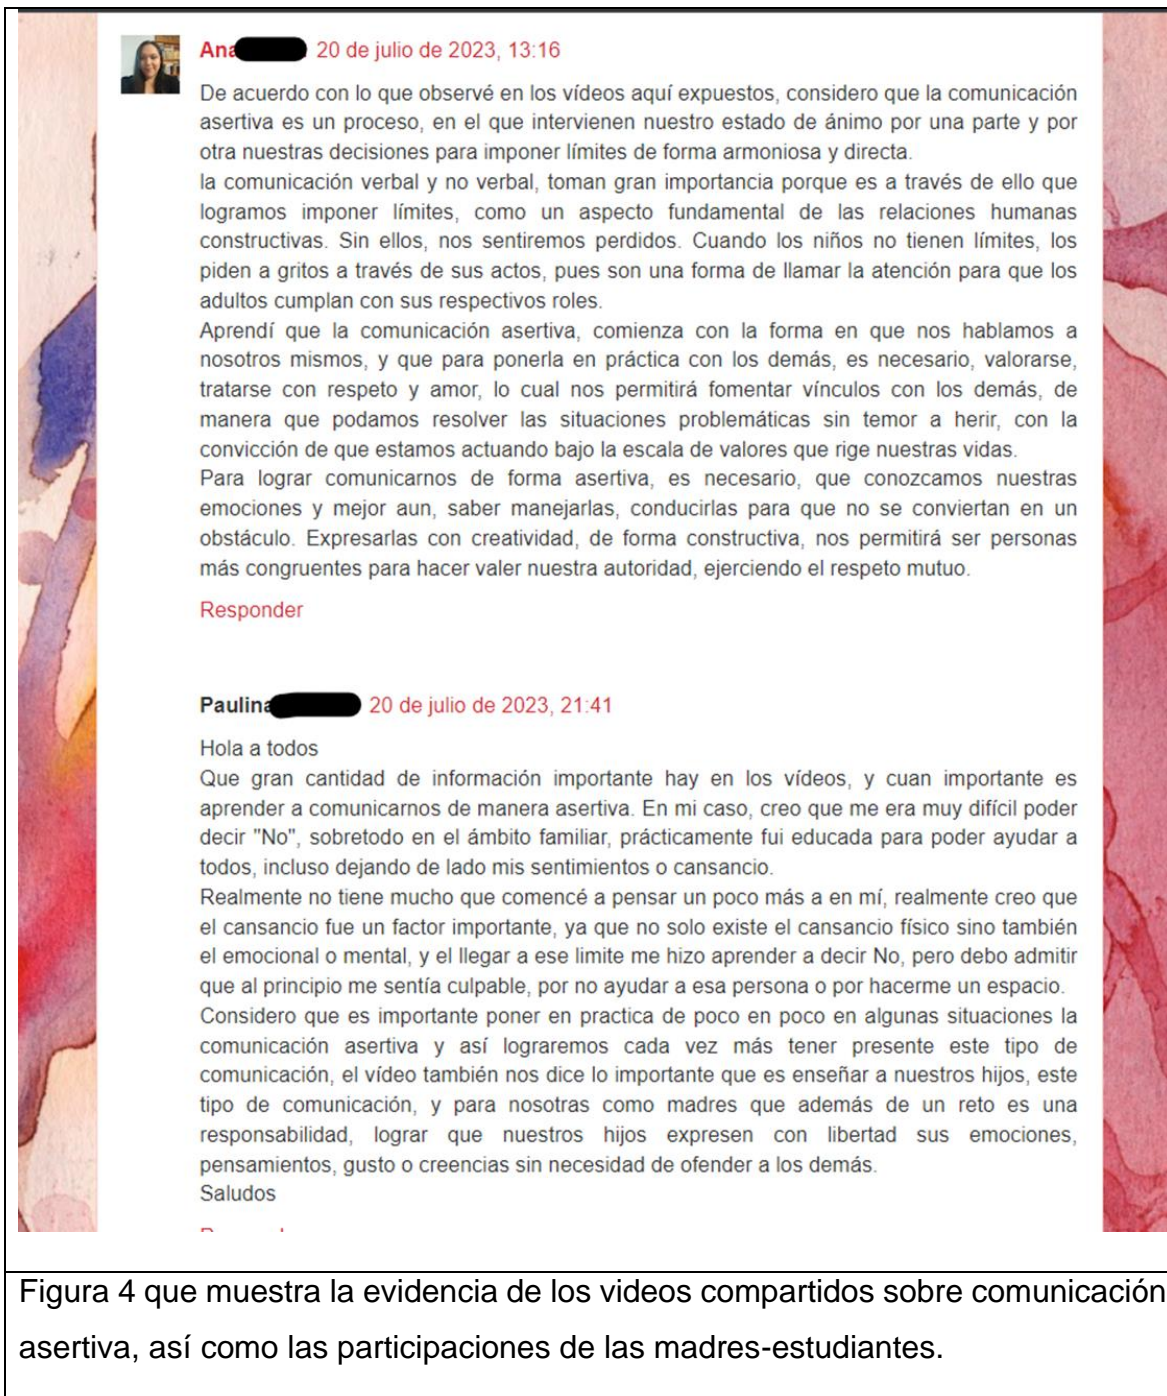 Ana 20 de julio de 2023, 13:16
De acuerdo con lo que observé en los vídeos aquí expuestos, considero que la comunicación
asertiva es un proceso, en el que intervienen nuestro estado de ánimo por una parte y por
otra nuestras decisiones para imponer límites de forma armoniosa y directa.
la comunicación verbal y no verbal, toman gran importancia porque es a través de ello que
logramos imponer límites, como un aspecto fundamental de las relaciones humanas
constructivas. Sin ellos, nos sentiremos perdidos. Cuando los niños no tienen límites, los
piden a gritos a través de sus actos, pues son una forma de llamar la atención para que los
adultos cumplan con sus respectivos roles.
Aprendí que la comunicación asertiva, comienza con la forma en que nos hablamos a
nosotros mismos, y que para ponerla en práctica con los demás, es necesario, valorarse,
tratarse con respeto y amor, lo cual nos permitirá fomentar vínculos con los demás, de
manera que podamos resolver las situaciones problemáticas sin temor a herir, con la
convicción de que estamos actuando bajo la escala de valores que rige nuestras vidas.
Para lograr comunicarnos de forma asertiva, es necesario, que conozcamos nuestras
emociones y mejor aun, saber manejarlas, conducirlas para que no se conviertan en un
obstáculo. Expresarlas con creatividad, de forma constructiva, nos permitirá ser personas
más congruentes para hacer valer nuestra autoridad, ejerciendo el respeto mutuo.
Responder
Paulina 20 de julio de 2023, 21:41
Hola a todos
Que gran cantidad de información importante hay en los vídeos, y cuan importante es
aprender a comunicarnos de manera asertiva. En mi caso, creo que me era muy difícil poder
decir "No", sobretodo en el ámbito familiar, prácticamente fui educada para poder ayudar a
todos, incluso dejando de lado mis sentimientos o cansancio.
Realmente no tiene mucho que comencé a pensar un poco más a en mí, realmente creo que
el cansancio fue un factor importante, ya que no solo existe el cansancio físico sino también
el emocional o mental, y el llegar a ese limite me hizo aprender a decir No, pero debo admitir
que al principio me sentía culpable, por no ayudar a esa persona o por hacerme un espacio.
Considero que es importante poner en practica de poco en poco en algunas situaciones la
comunicación asertiva y así lograremos cada vez más tener presente este tipo de
comunicación, el vídeo también nos dice lo importante que es enseñar a nuestros hijos, este
tipo de comunicación, y para nosotras como madres que además de un reto es una
responsabilidad, lograr que nuestros hijos expresen con libertad sus emociones,
pensamientos, gusto o creencias sin necesidad de ofender a los demás.
Saludos
Figura 4 que muestra la evidencia de los videos compartidos sobre comunicación
asertiva, así como las participaciones de las madres-estudiantes.